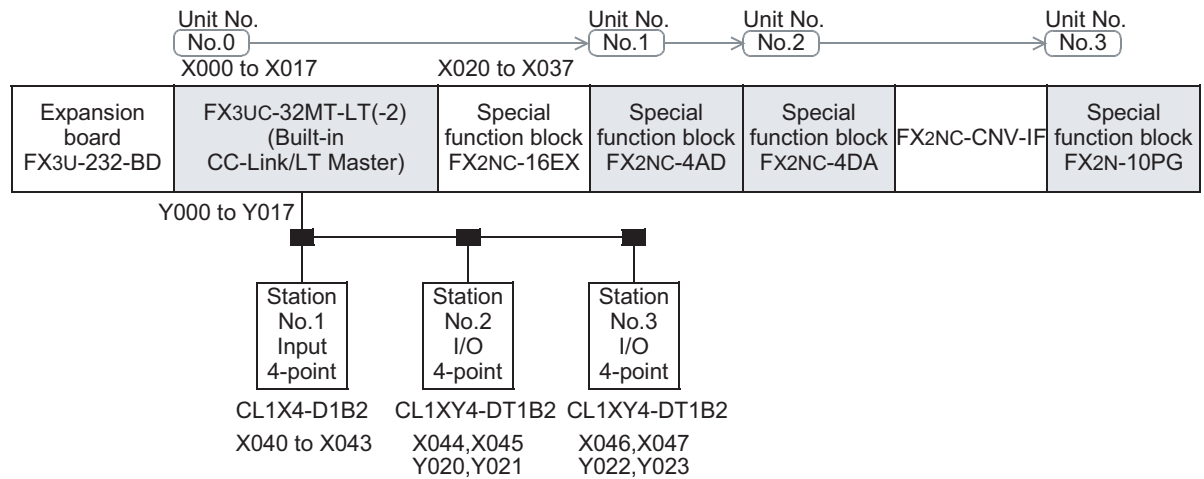 Unit No. Unit No. Unit No. Unit No.
No.0 No.1 No.2 No.3
X000 to X017 X020 to X037
Expansion
board
FX3U-232-BD
FX3UC-32MT-LT(-2)
(Built-in
CC-Link/LT Master)
Special
function block
FX2NC-16EX
Special
function block
FX2NC-4AD
Special
function block
FX2NC-4DA
FX2NC-CNV-IF
Special
function block
FX2N-10PG
Y000 to Y017
Station
No.1
Input
4-point
Station
No.2
I/O
4-point
Station
No.3
I/O
4-point
CL1X4-D1B2 CL1XY4-DT1B2 CL1XY4-DT1B2
X040 to X043 X044,X045 X046,X047
Y020,Y021 Y022,Y023